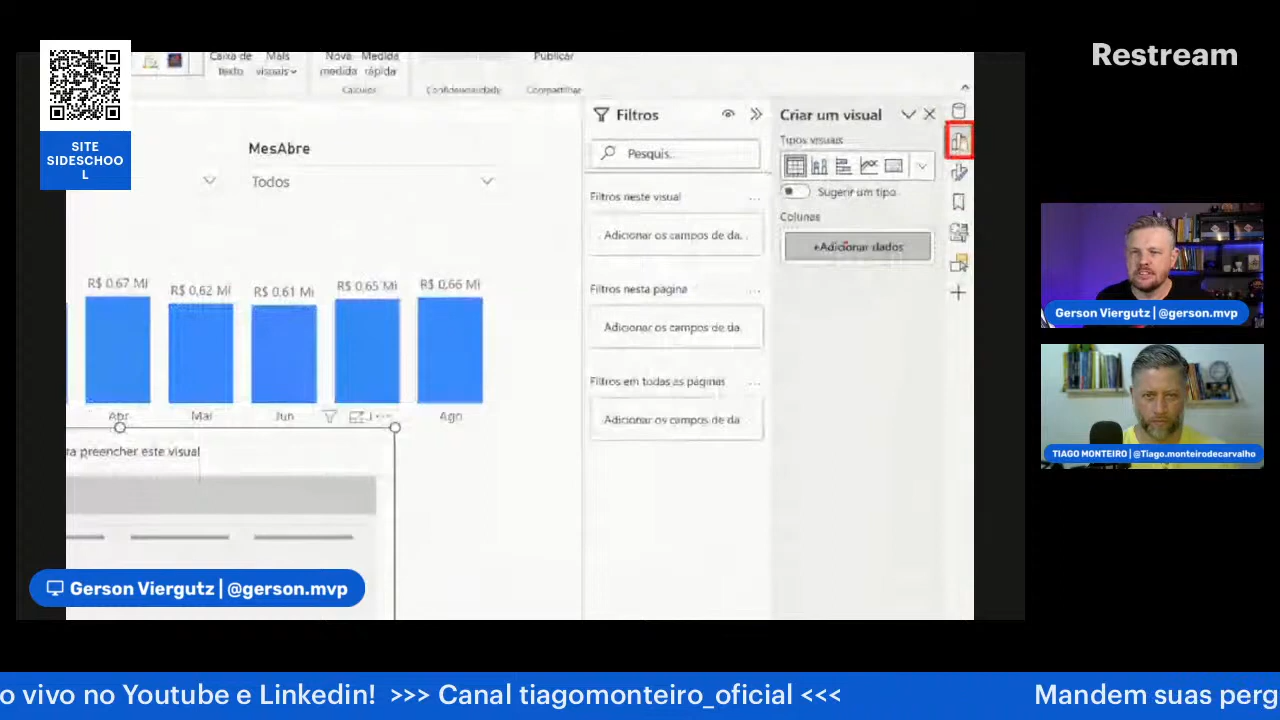 Restream
SITE
SIDESCHOO
L
Caixa de
texto
Mais
visuais
Nova
medida
Medida
rápida
Publicar
Cálculos
Confidencialidade
Compartilhar
MesAbre
Todos
R$ 0,67 Mi
R$ 0,62 Mi
R$ 0,61 Mi
R$ 0,65 Mi
R$ 0,66 Mi
Abr
Mai
Jun
Ago
ra preencher este visual
Filtros
Pesquis.
Filtros neste visual
Adicionar os campos de da...
Filtros nesta página
Adicionar os campos de da
Filtros em todas as páginas
Adicionar os campos de da
Criar um visual
Tipos visuais
Sugerir um tipo
Colunas
+Adicionar dados
Gerson Viergutz | @gerson.mvp
TIAGO MONTEIRO | @Tiago.monteirodecarvalho
Gerson Viergutz | @gerson.mvp
o vivo no Youtube e Linkedin! >>> Canal tiagomonteiro_oficial <<< Mandem suas perg